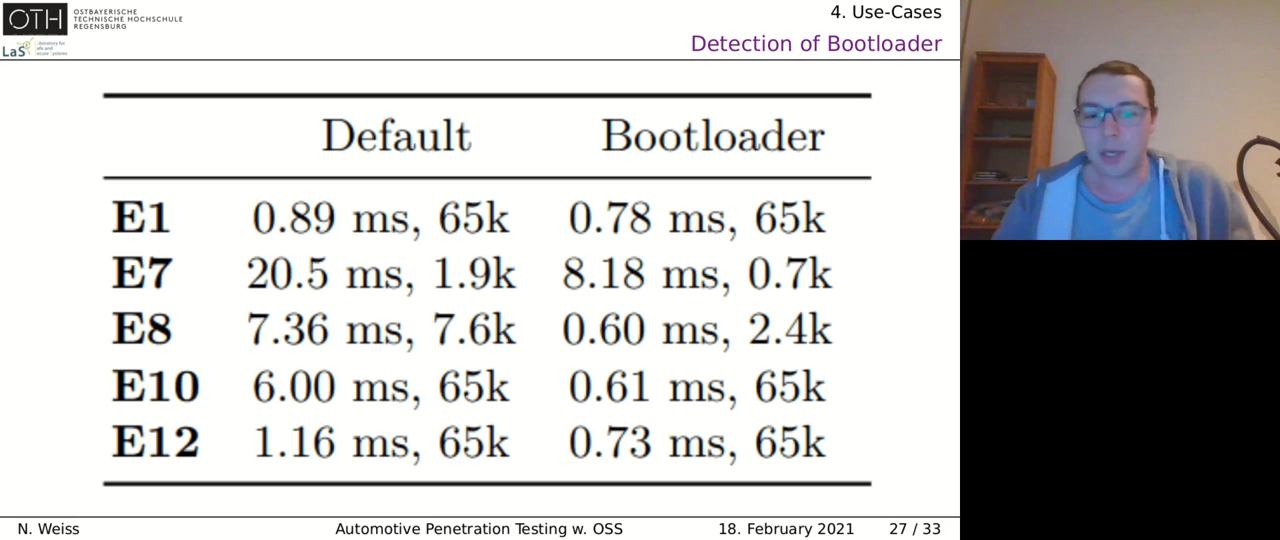 OTH
OSTBAYERISCHE
TECHNISCHE HOCHSCHULE
REGENSBURG
LaS³
4. Use-Cases
Detection of Bootloader
Default Bootloader
E1 0.89 ms, 65k 0.78 ms, 65k
E7 20.5 ms, 1.9k 8.18 ms, 0.7k
E8 7.36 ms, 7.6k 0.60 ms, 2.4k
E10 6.00 ms, 65k 0.61 ms, 65k
E12 1.16 ms, 65k 0.73 ms, 65k
N. Weiss Automotive Penetration Testing w. OSS 18. February 2021 27 / 33